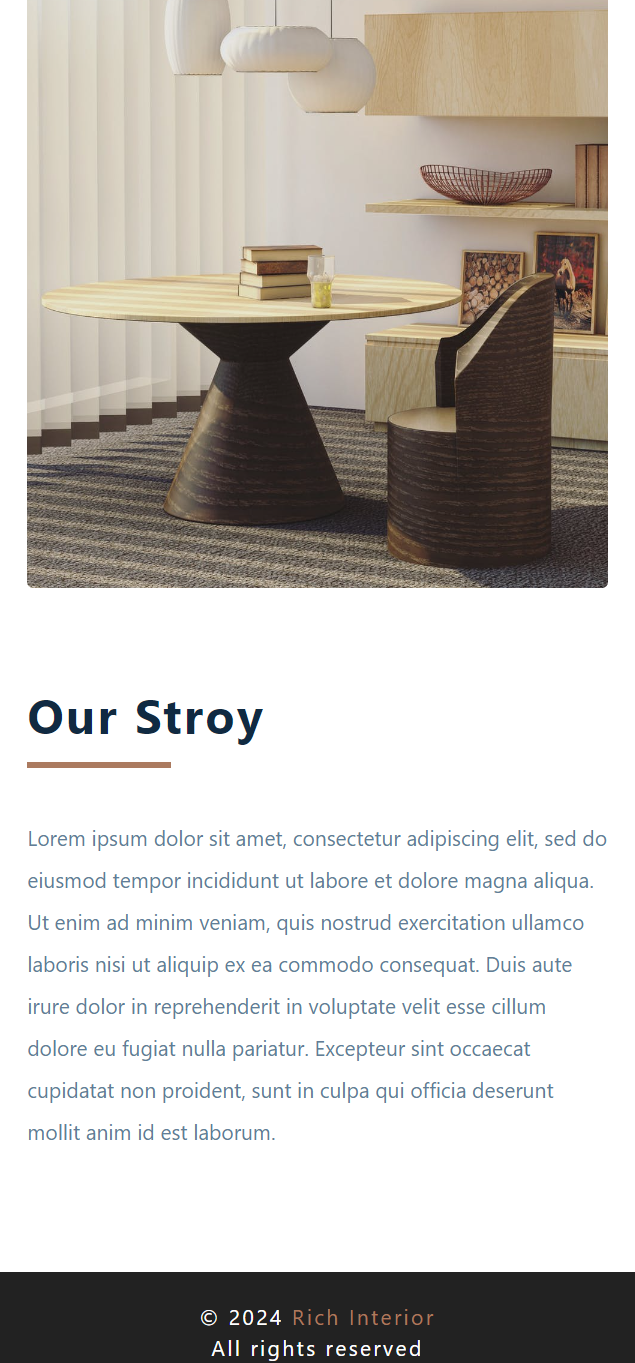 Our Stroy
Lorem ipsum dolor sit amet, consectetur adipiscing elit, sed do
eiusmod tempor incididunt ut labore et dolore magna aliqua.
Ut enim ad minim veniam, quis nostrud exercitation ullamco
laboris nisi ut aliquip ex ea commodo consequat. Duis aute
irure dolor in reprehenderit in voluptate velit esse cillum
dolore eu fugiat nulla pariatur. Excepteur sint occaecat
cupidatat non proident, sunt in culpa qui officia deserunt
mollit anim id est laborum.
© 2024 Rich Interior
All rights reserved